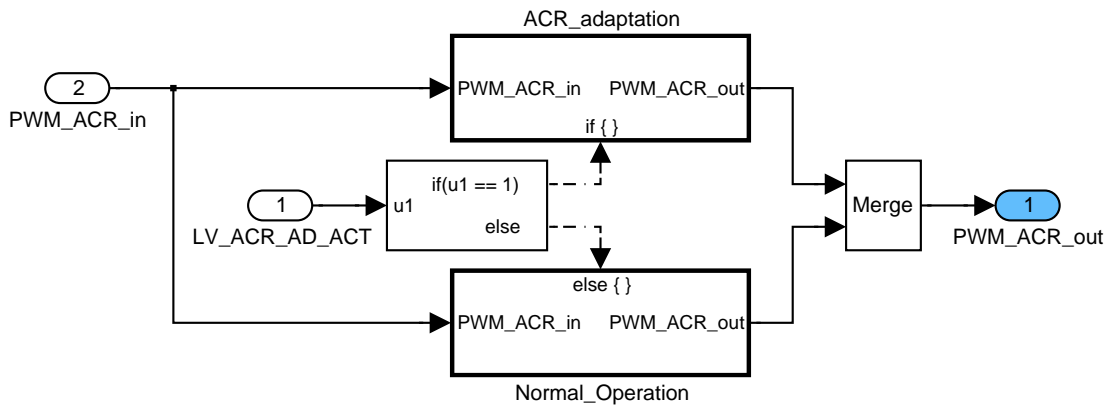 ACR_adaptation
2
PWM_ACR_in
PWM_ACR_in
PWM_ACR_out
if { }
1
LV_ACR_AD_ACT
u1
if(u1 == 1)
else
Merge
1
PWM_ACR_out
else { }
PWM_ACR_in
PWM_ACR_out
Normal_Operation